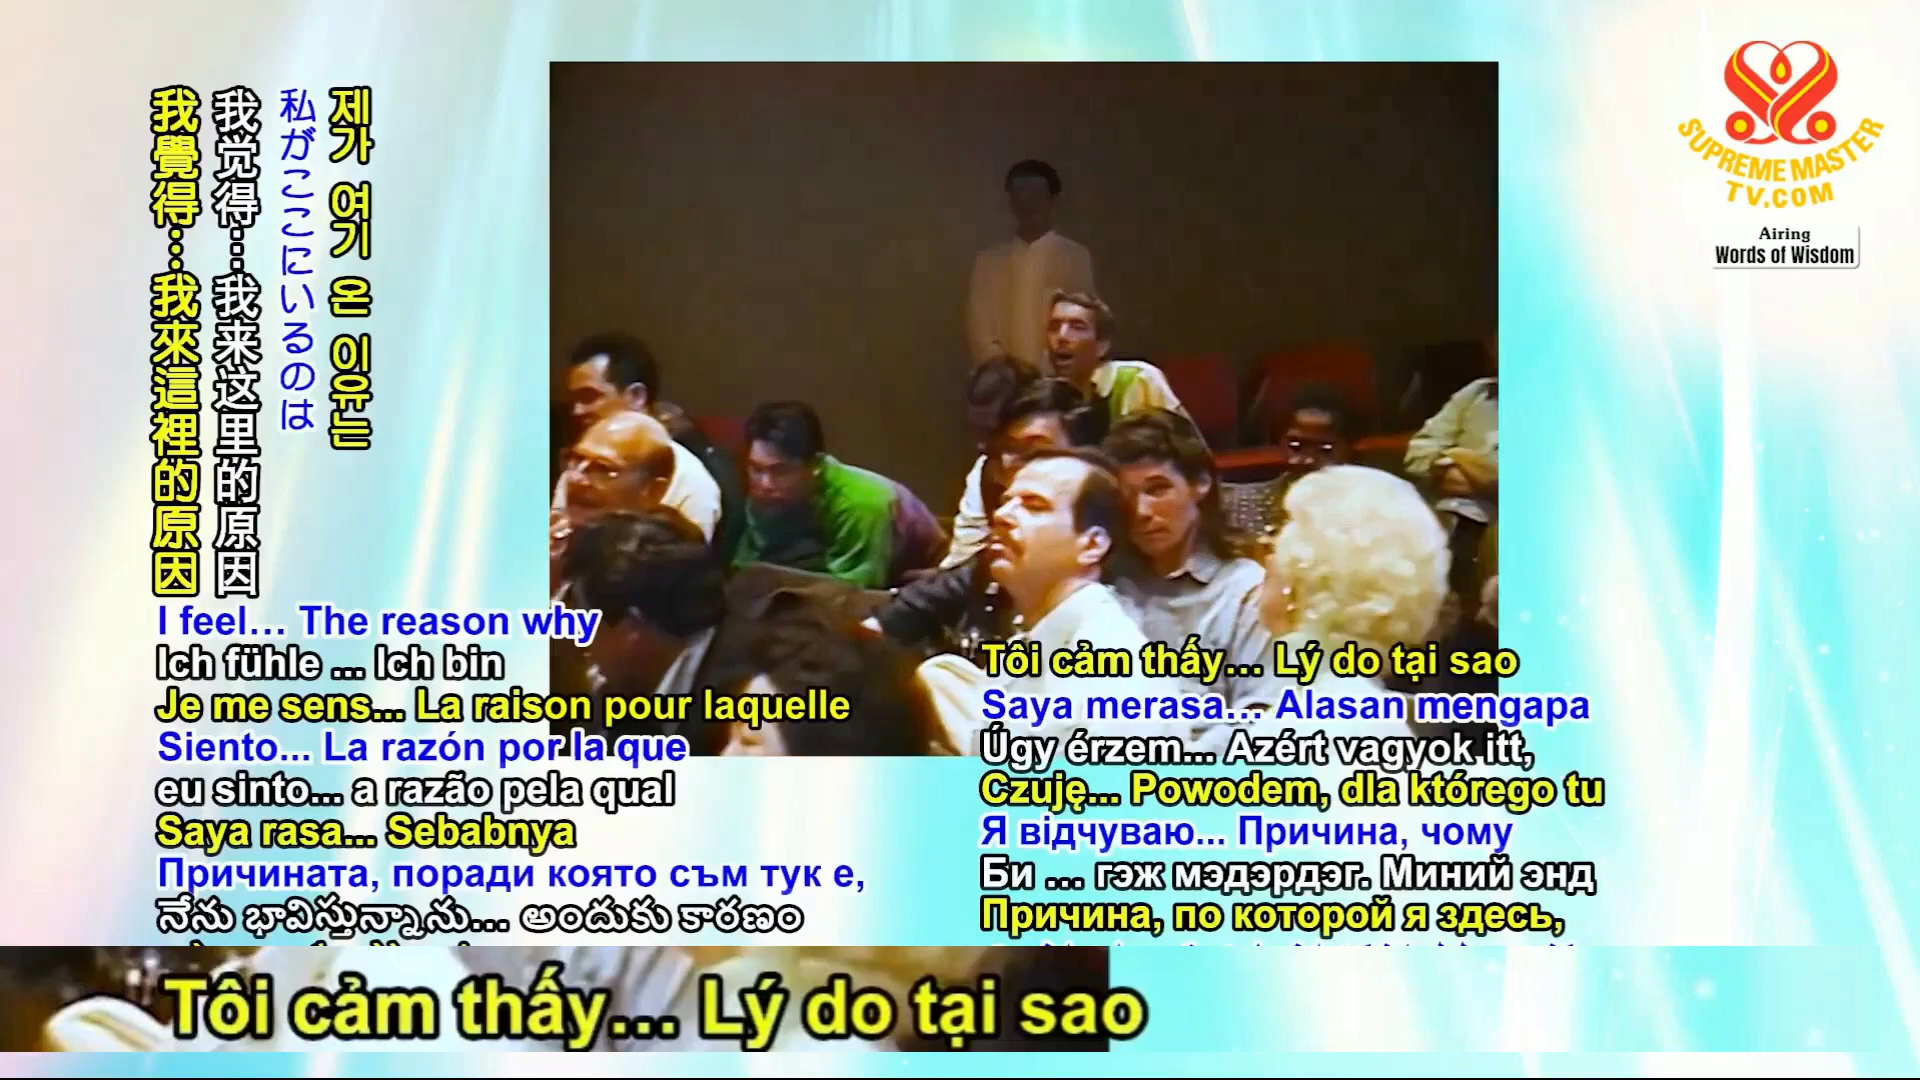 我覺得…我來這裡的原因
我觉得…我来这里的原因
私がここにいるのは
제가 여기 온 이유는
SUPREME MASTER
TV.COM
Airing
Words of Wisdom
I feel… The reason why
Ich fühle ... Ich bin
Je me sens... La raison pour laquelle
Siento... La razón por la que
eu sinto... a razão pela qual
Saya rasa... Sebabnya
Причината, поради която съм тук е,
నేను భావిస్తున్నాను... అందుకు కారణం
Tôi cảm thấy… Lý do tại sao
Saya merasa… Alasan mengapa
Úgy érzem... Azért vagyok itt,
Czuję... Powodem, dla którego tu
Я відчуваю... Причина, чому
Би ... гэж мэдэрдэг. Миний энд
Причина, по которой я здесь,
Tôi cảm thấy… Lý do tại sao